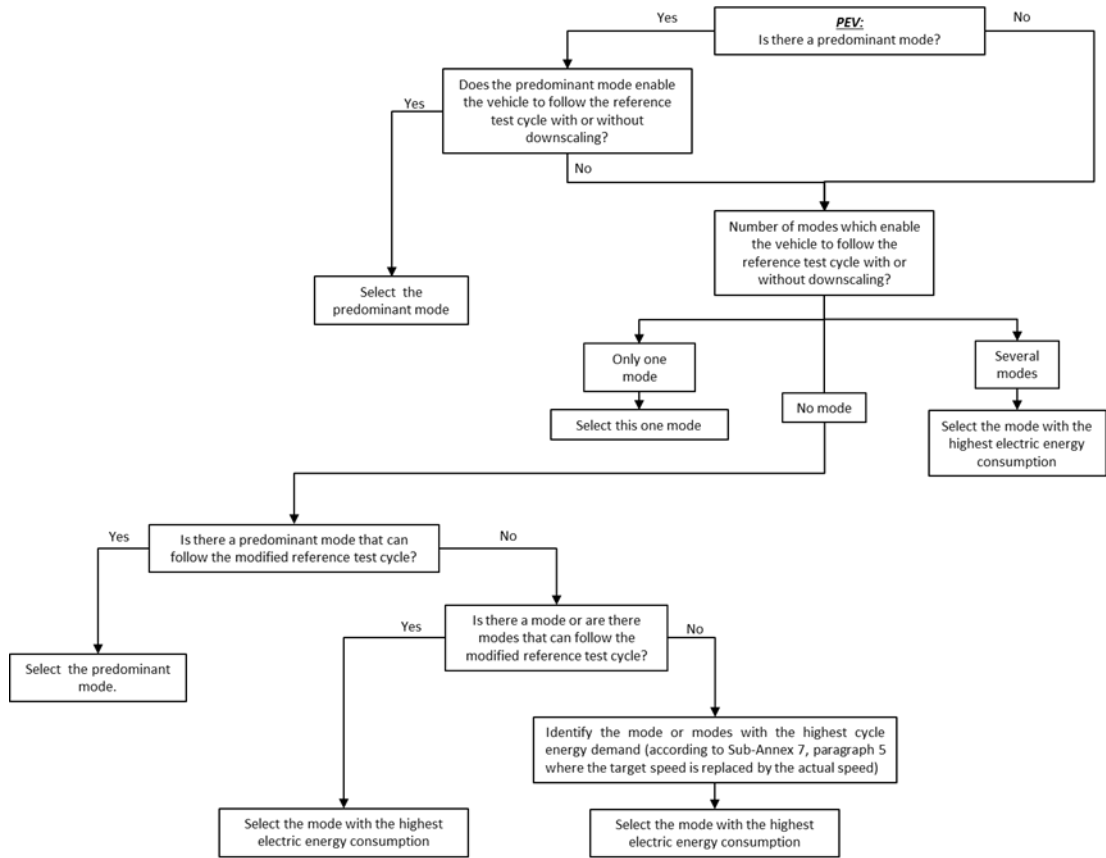 Yes
PEV:
Is there a predominant mode?
No
Does the predominant mode enable
the vehicle to follow the reference
test cycle with or without
downscaling?
Yes
No
Number of modes which enable
the vehicle to follow the
reference test cycle with or
without downscaling?
Select the
predominant mode
Only one
mode
Several
modes
No mode
Select this one mode
Select the mode with the
highest electric energy
consumption
Yes
Is there a predominant mode that can
follow the modified reference test cycle?
No
Yes
Is there a mode or are there
modes that can follow the
modified reference test cycle?
No
Select the predominant
mode.
Identify the mode or modes with the highest cycle
energy demand (according to Sub-Annex 7, paragraph 5
where the target speed is replaced by the actual speed)
Select the mode with the highest
electric energy consumption
Select the mode with the highest
electric energy consumption